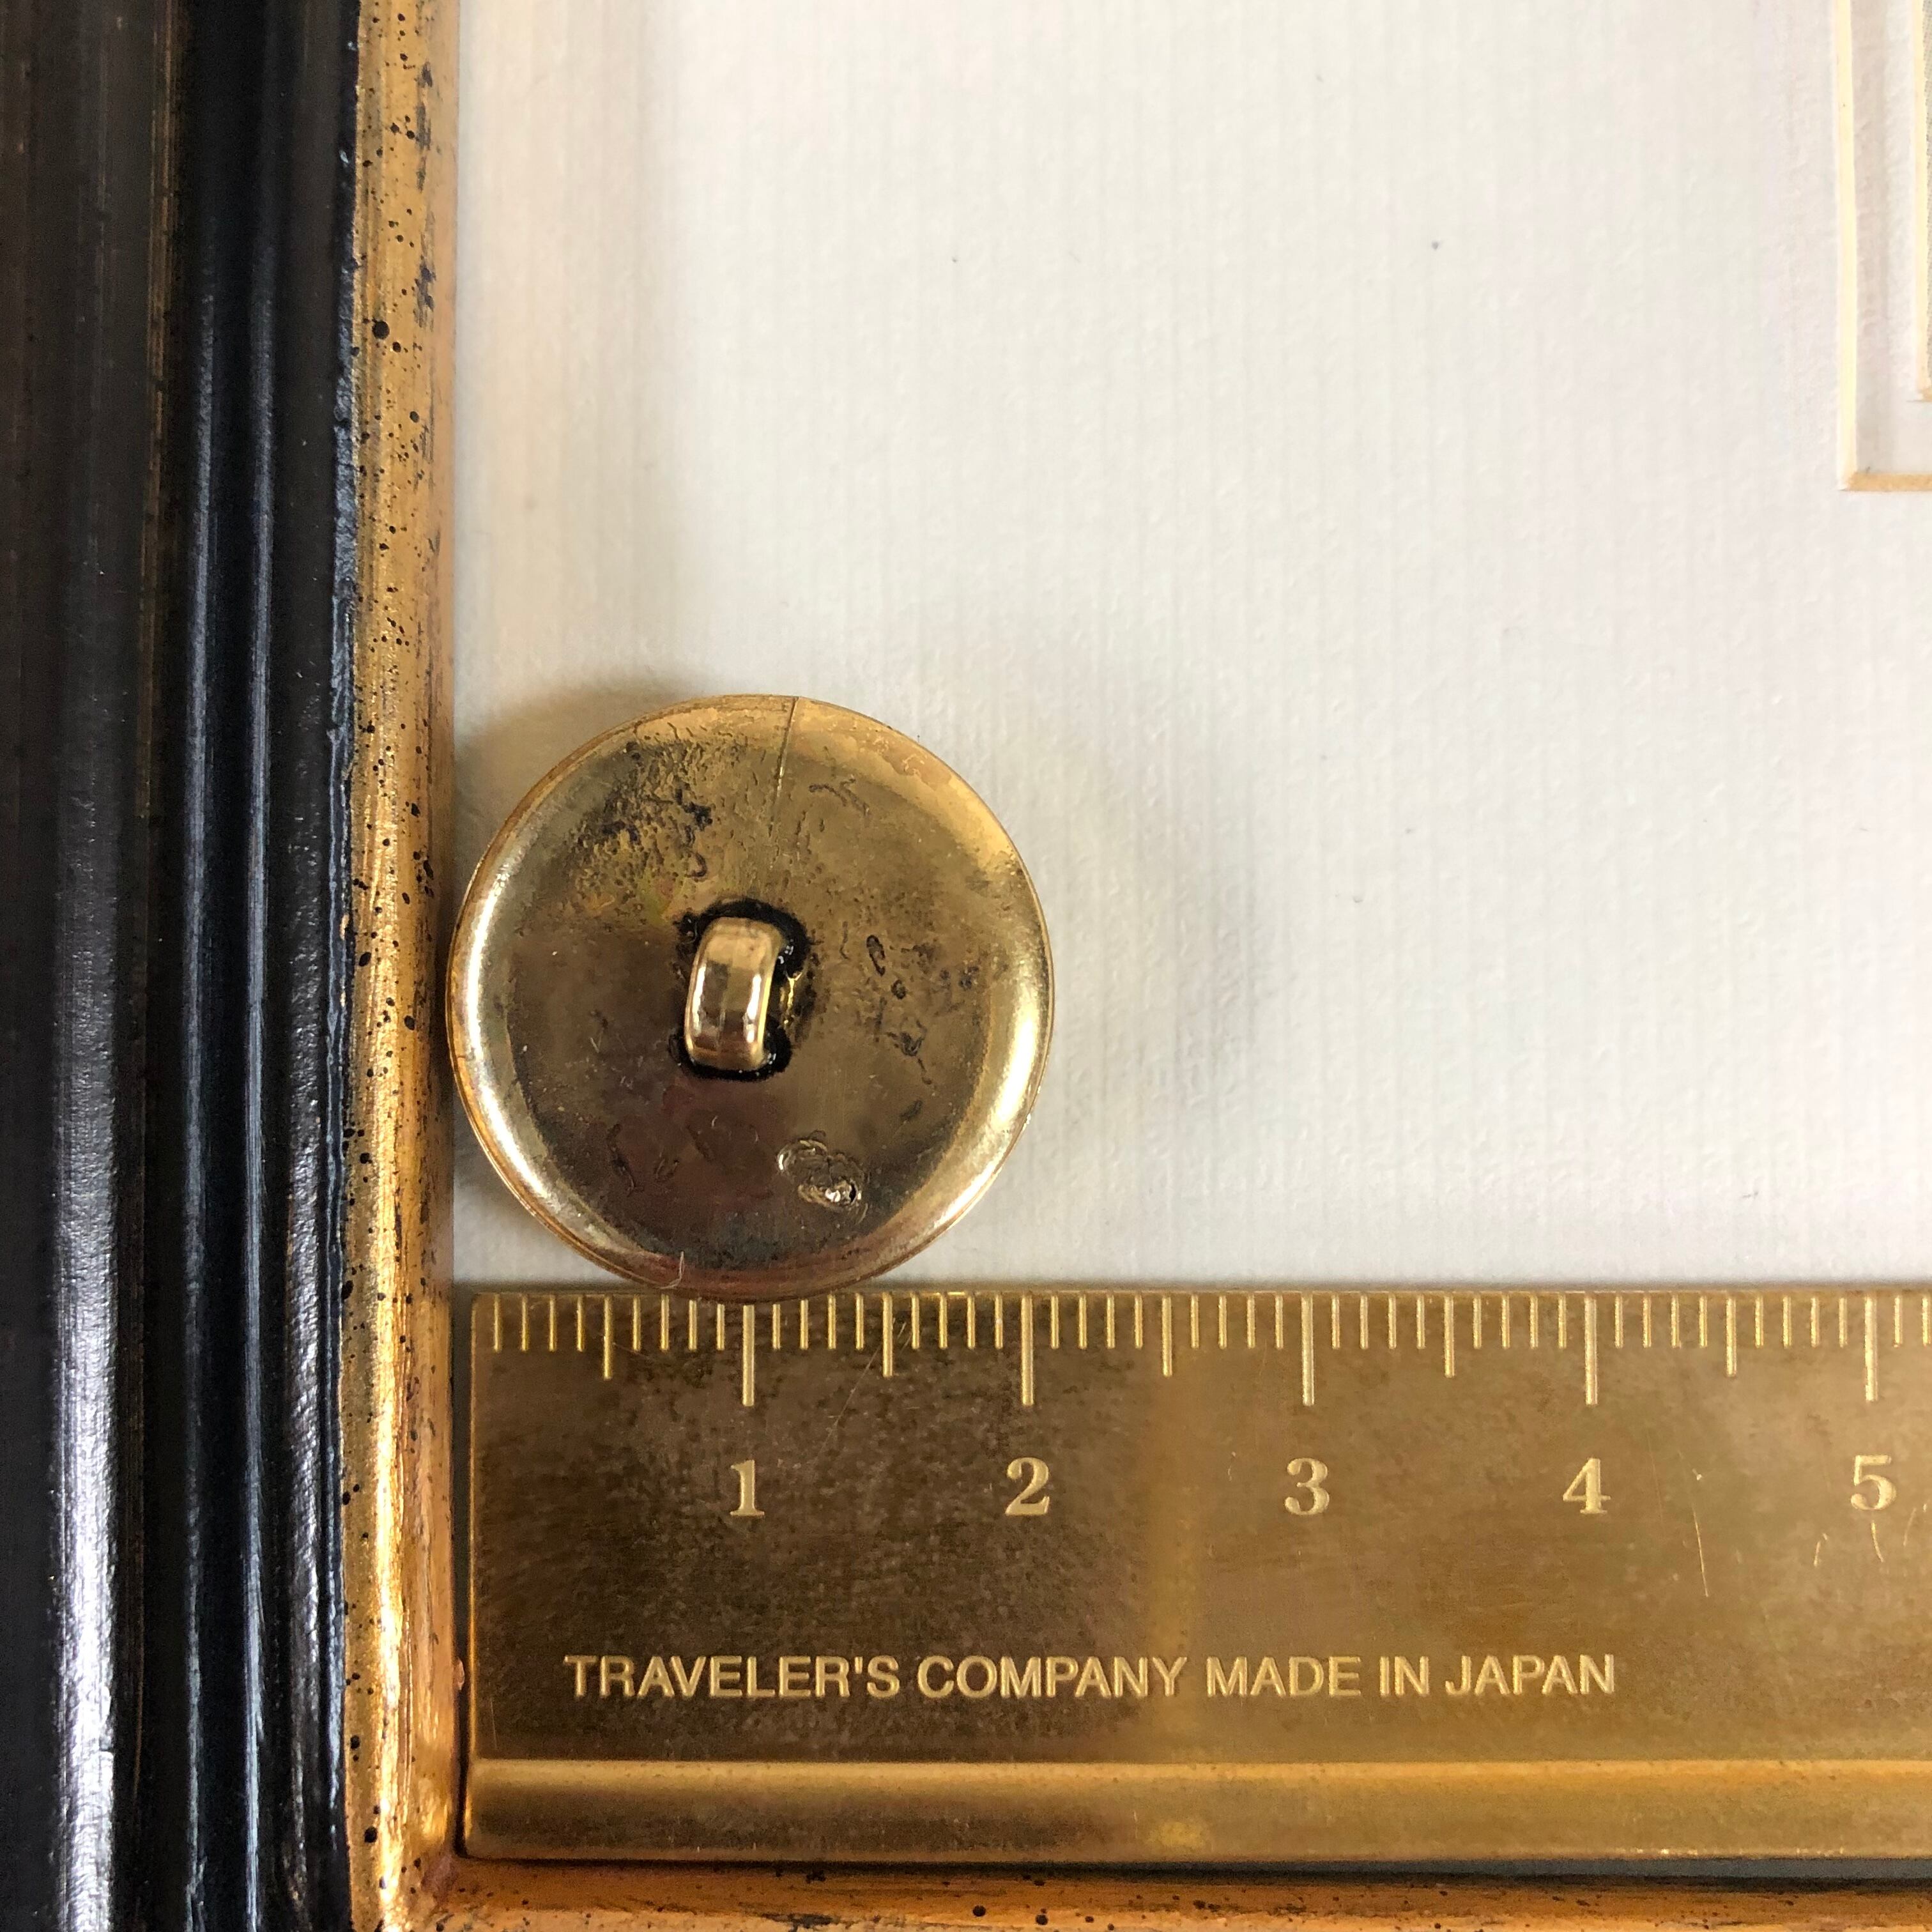 1 2 3 4 5
TRAVELER'S COMPANY MADE IN JAPAN